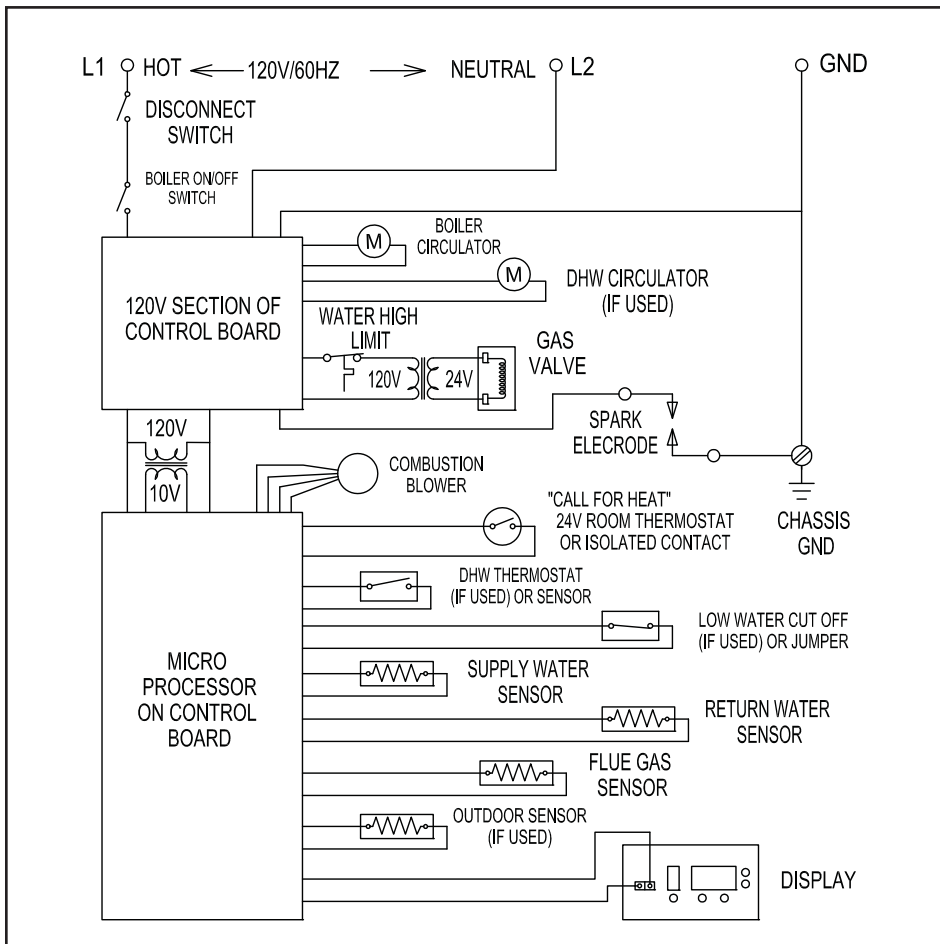 L1 HOT 120V/60HZ NEUTRAL L2 GND
DISCONNECT
SWITCH
BOILER ON/OFF
SWITCH
BOILER
CIRCULATOR
M
M
DHW CIRCULATOR
(IF USED)
120V SECTION OF
CONTROL BOARD
WATER HIGH
LIMIT
120V
24V
GAS
VALVE
SPARK
ELECRODE
120V
10V
COMBUSTION
BLOWER
"CALL FOR HEAT"
24V ROOM THERMOSTAT
OR ISOLATED CONTACT
CHASSIS
GND
DHW THERMOSTAT
(IF USED) OR SENSOR
LOW WATER CUT OFF
(IF USED) OR JUMPER
MICRO
PROCESSOR
ON CONTROL
BOARD
SUPPLY WATER
SENSOR
RETURN WATER
SENSOR
FLUE GAS
SENSOR
OUTDOOR SENSOR
(IF USED)
DISPLAY